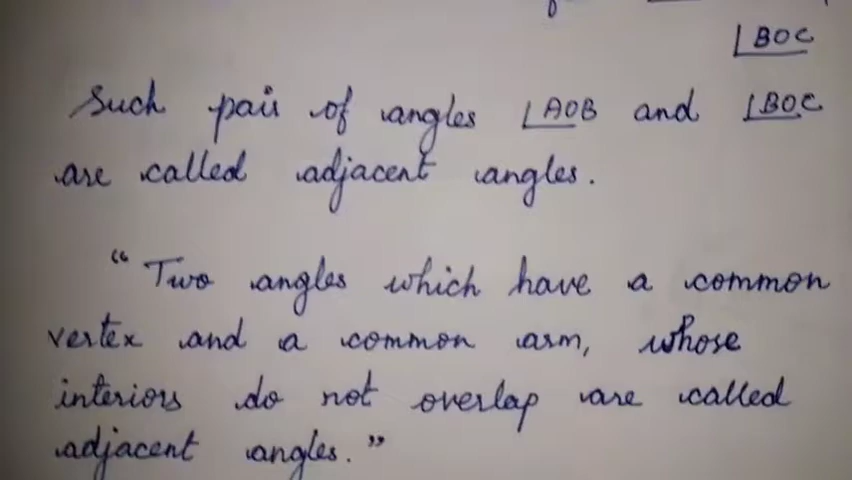 ∠BOC
Such pair of angles ∠AOB and ∠BOC
are called adjacent angles.
“Two angles which have a common
vertex and a common arm, whose
interiors do not overlap are called
adjacent angles.”